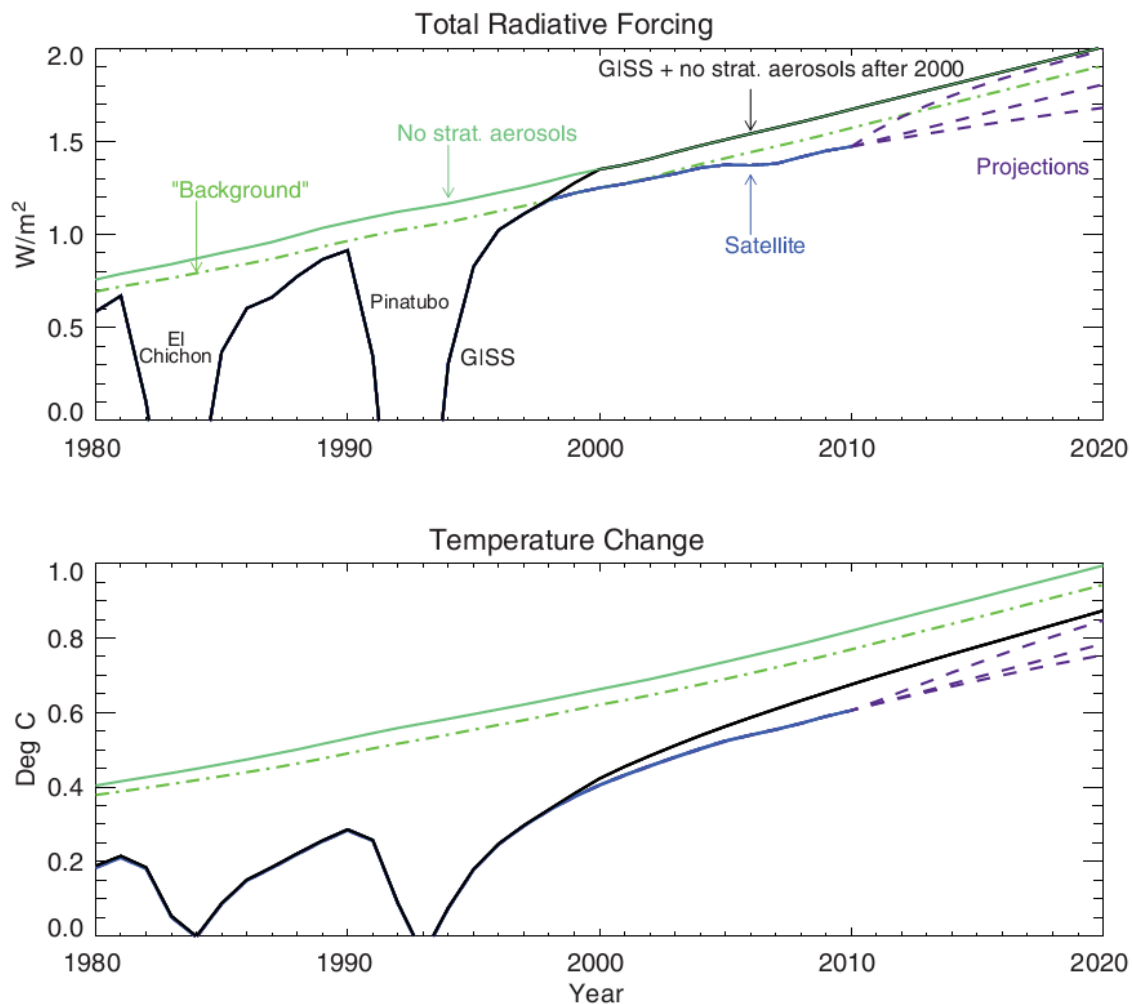 Total Radiative Forcing
2.0
GISS + no strat. aerosols after 2000
1.5
No strat. aerosols
Projections
"Background"
W/m²
1.0
Satellite
Pinatubo
0.5
El
Chichon
GISS
0.0
1980
1990
2000
2010
2020
Temperature Change
1.0
0.8
Deg C
0.6
0.4
0.2
0.0
1980
1990
2000
2010
2020
Year